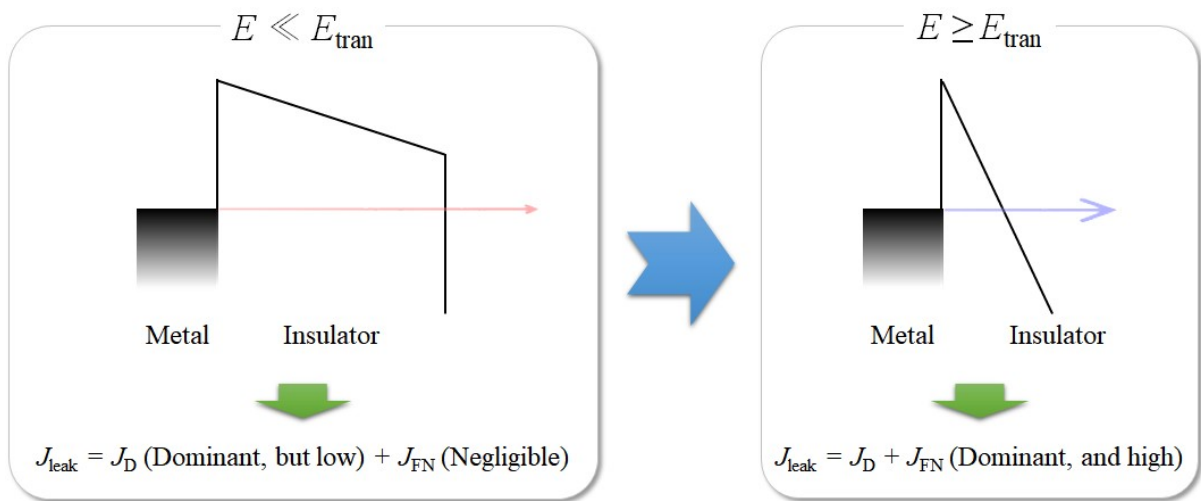 E ≪ E_tran
Metal Insulator
J_leak = J_D (Dominant, but low) + J_FN (Negligible)
E ≥ E_tran
Metal Insulator
J_leak = J_D + J_FN (Dominant, and high)